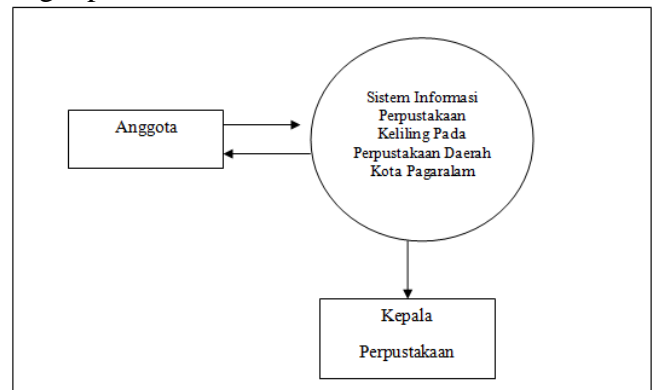 Anggota
Sistem Informasi
Perpustakaan
Keliling Pada
Perpustakaan Daerah
Kota Pagaralam
Kepala
Perpustakaan